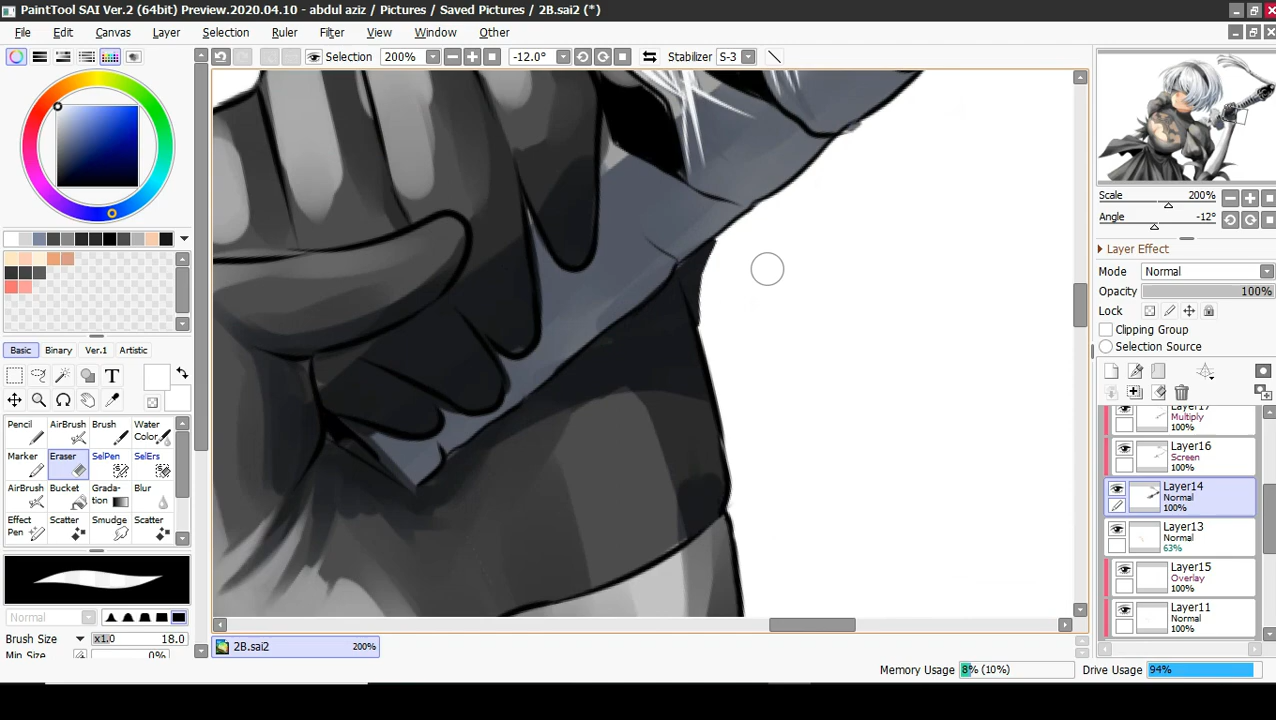 PaintTool SAI Ver.2 (64bit) Preview.2020.04.10 - abdul aziz / Pictures / Saved Pictures / 2B.sai2 (*)
File Edit Canvas Layer Selection Ruler Filter View Window Other
Selection 200% -12.0° Stabilizer S-3
Scale 200%
Angle -12°
Layer Effect
Mode Normal
Opacity 100%
Lock
Clipping Group
Selection Source
Basic Binary Ver.1 Artistic
T
Pencil AirBrush Brush Water Color
Marker Eraser SelPen SelErs
AirBrush Bucket Grada-tion Blur
Effect Pen Scatter Smudge Scatter
Normal
Brush Size x1.0 18.0
Min Size 0%
Layer17
Multiply
100%
Layer16
Screen
100%
Layer14
Normal
100%
Layer13
Normal
63%
Layer15
Overlay
100%
Layer11
Normal
100%
2B.sai2 200%
Memory Usage 8% (10%) Drive Usage 94%